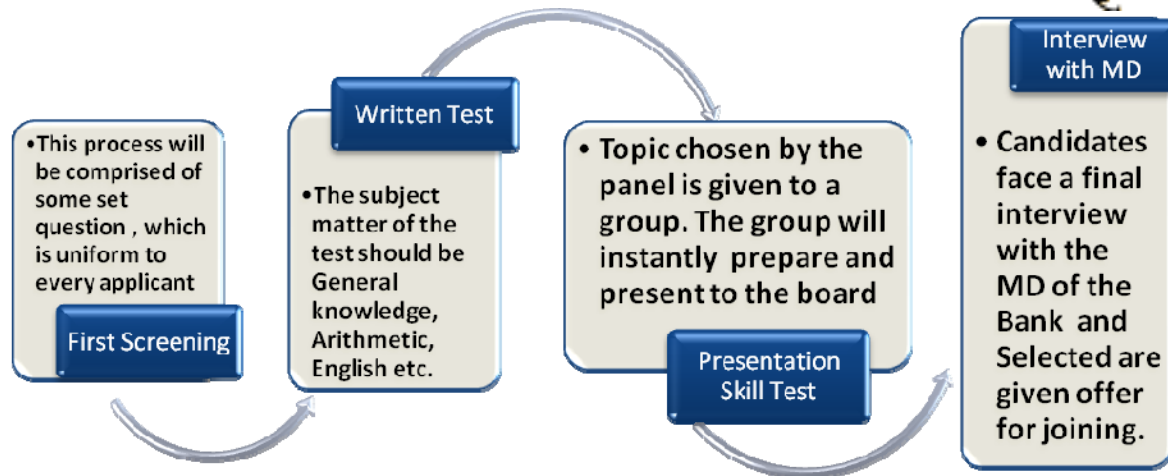 •This process will
be comprised of
some set
question , which
is uniform to
every applicant
First Screening
Written Test
•The subject
matter of the
test should be
General
knowledge,
Arithmetic,
English etc.
• Topic chosen by the
panel is given to a
group. The group will
instantly prepare and
present to the board
Presentation
Skill Test
Interview
with MD
• Candidates
face a final
interview
with the
MD of the
Bank and
Selected are
given offer
for joining.